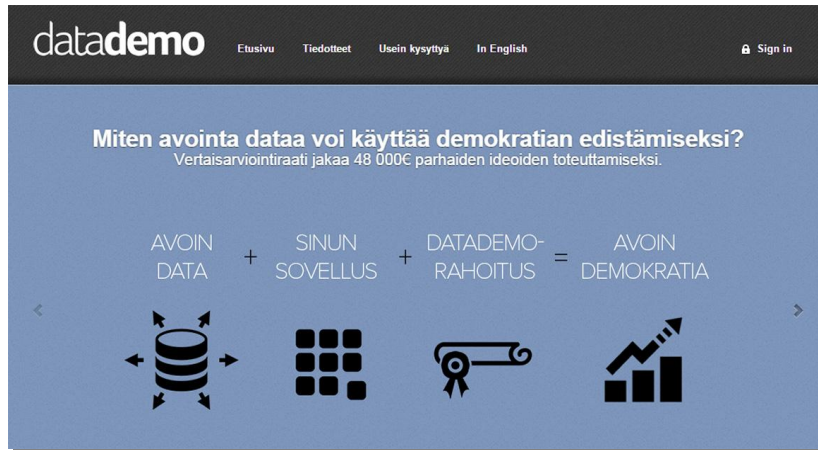 datademo
Etusivu Tiedotteet Usein kysyttyä In English Sign in
Miten avointa dataa voi käyttää demokratian edistämiseksi?
Vertaisarviointiraati jakaa 48 000€ parhaiden ideoiden toteuttamiseksi.
AVOIN DATA
+
SINUN SOVELLUS
+
DATADEMO-
RAHOITUS
=
AVOIN DEMOKRATIA